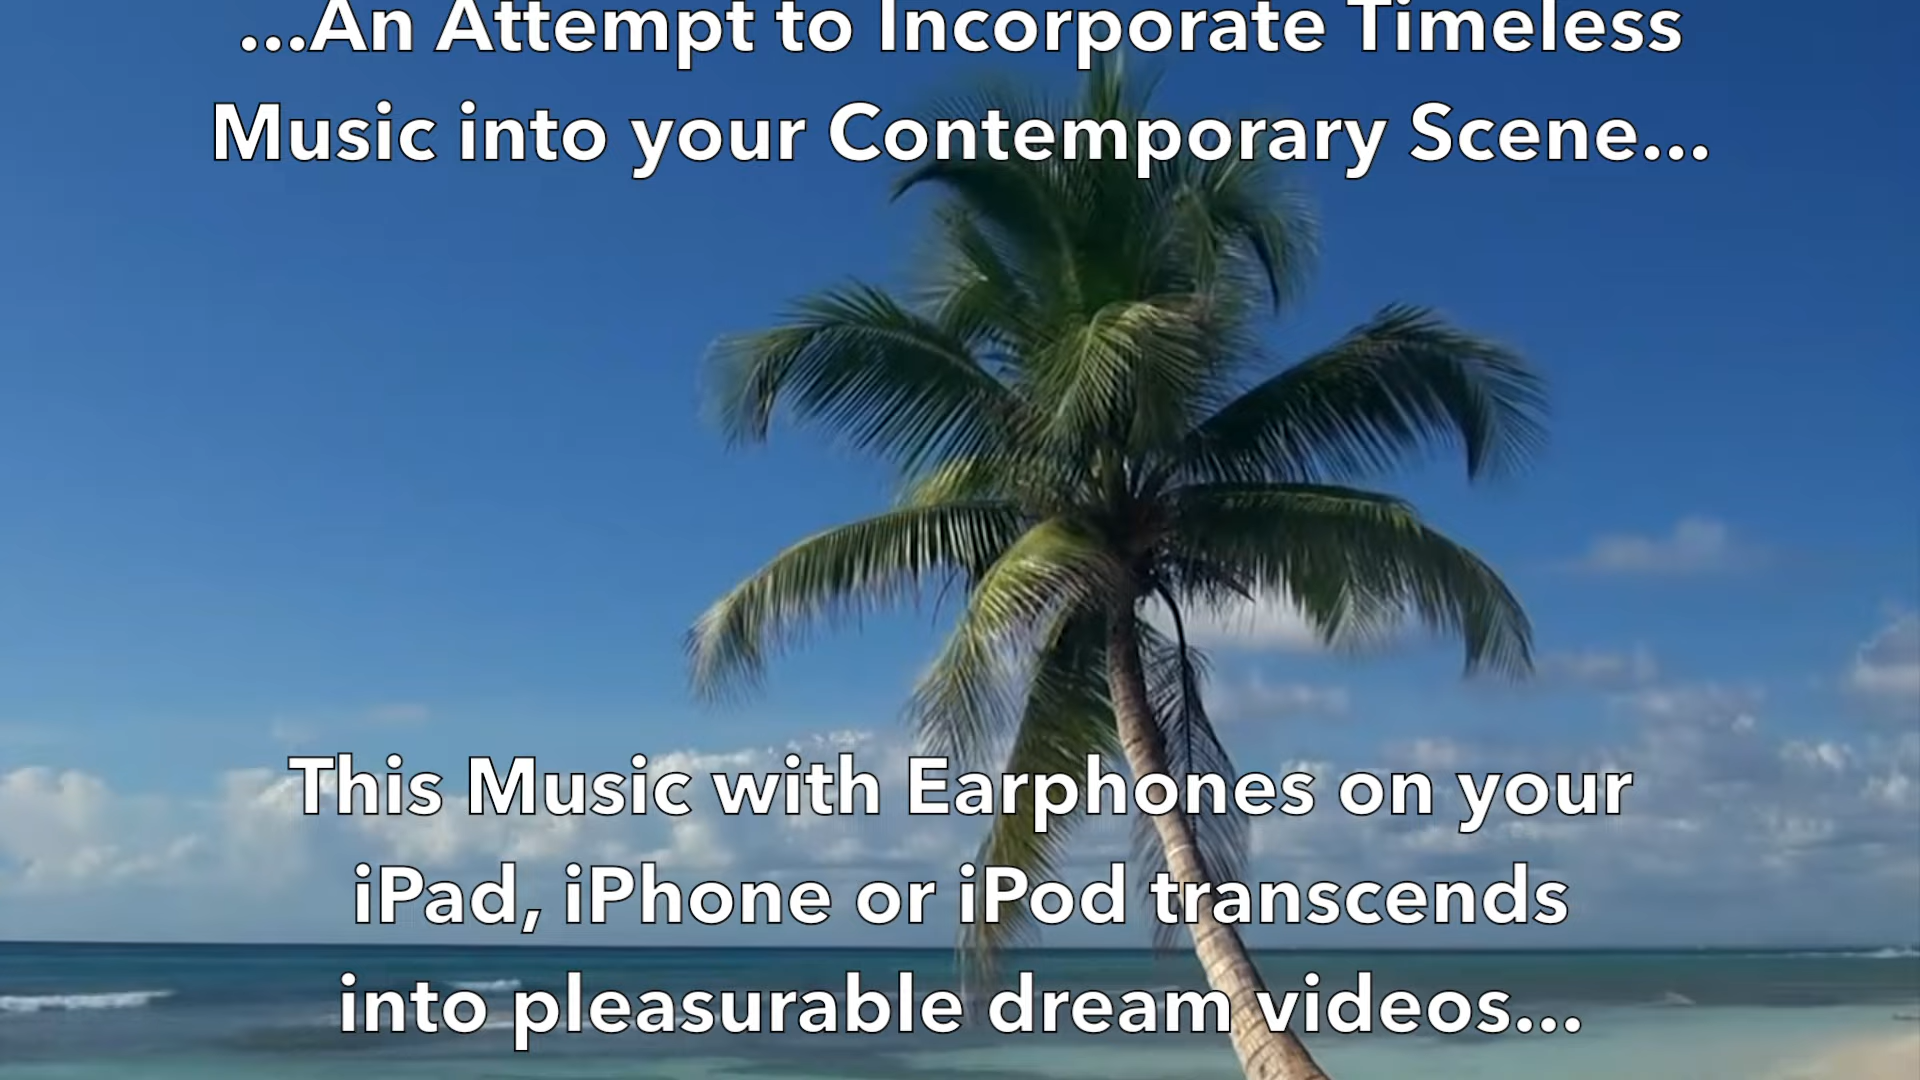 ...An Attempt to Incorporate Timeless
Music into your Contemporary Scene...
This Music with Earphones on your
iPad, iPhone or iPod transcends
into pleasurable dream videos...